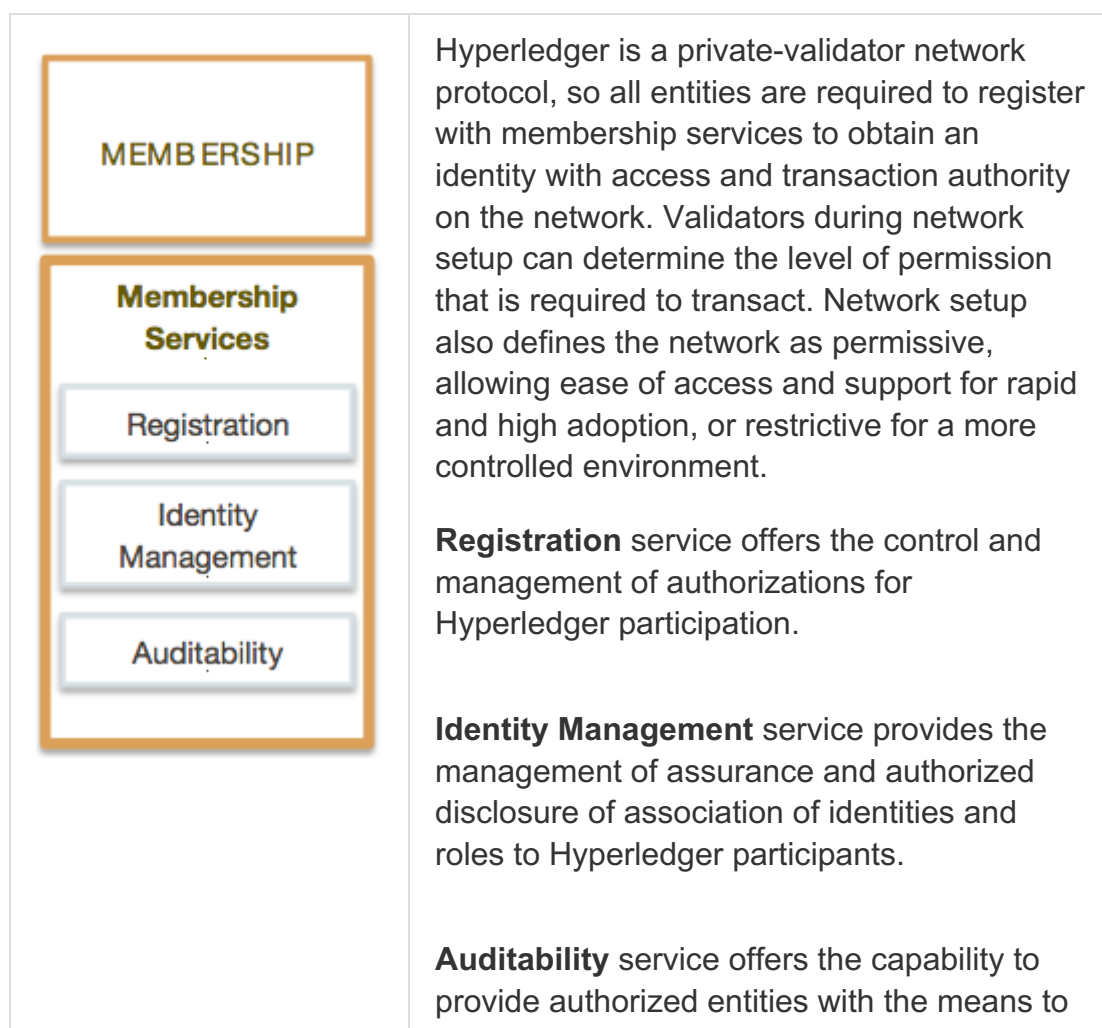 MEMBERSHIP
Membership
Services
Registration
Identity
Management
Auditability
Hyperledger is a private-validator network
protocol, so all entities are required to register
with membership services to obtain an
identity with access and transaction authority
on the network. Validators during network
setup can determine the level of permission
that is required to transact. Network setup
also defines the network as permissive,
allowing ease of access and support for rapid
and high adoption, or restrictive for a more
controlled environment.
Registration service offers the control and
management of authorizations for
Hyperledger participation.
Identity Management service provides the
management of assurance and authorized
disclosure of association of identities and
roles to Hyperledger participants.
Auditability service offers the capability to
provide authorized entities with the means to